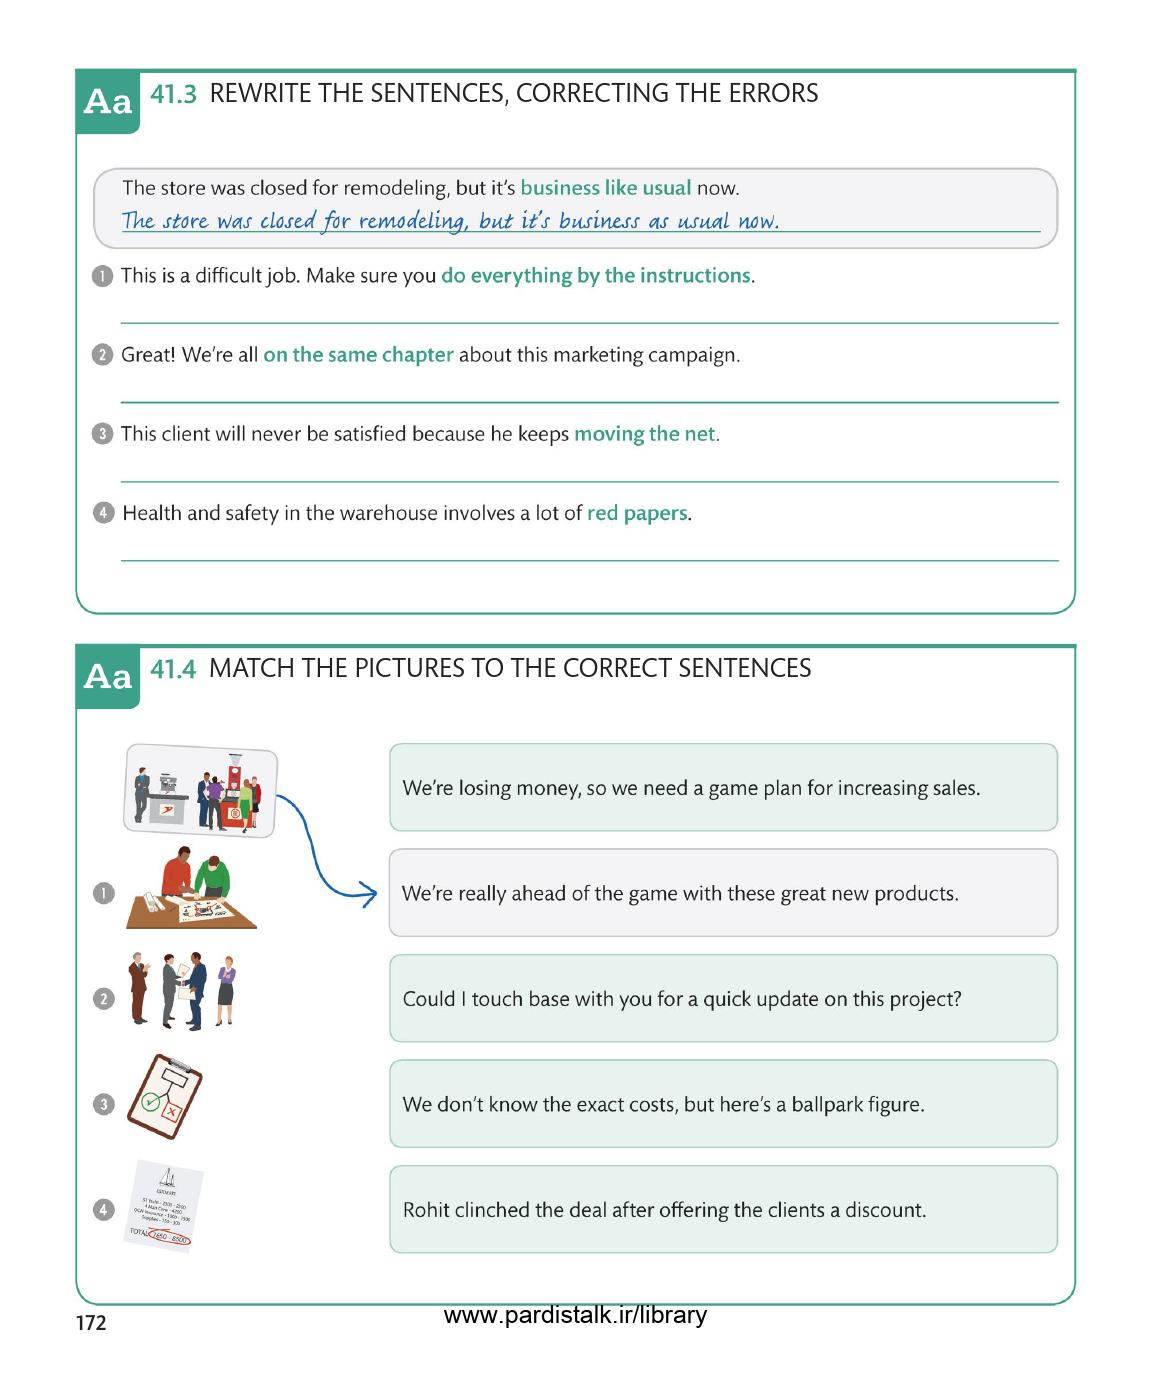 Aa 41.3 REWRITE THE SENTENCES, CORRECTING THE ERRORS
The store was closed for remodeling, but it's business like usual now.
The store was closed for remodeling, but it's business as usual now.
1 This is a difficult job. Make sure you do everything by the instructions.
2 Great! We're all on the same chapter about this marketing campaign.
3 This client will never be satisfied because he keeps moving the net.
4 Health and safety in the warehouse involves a lot of red papers.
Aa 41.4 MATCH THE PICTURES TO THE CORRECT SENTENCES
We're losing money, so we need a game plan for increasing sales.
1
We're really ahead of the game with these great new products.
2
Could I touch base with you for a quick update on this project?
3
We don't know the exact costs, but here's a ballpark figure.
4
TOTAL 7650 - 8500
Rohit clinched the deal after offering the clients a discount.
172
www.pardistalk.ir/library